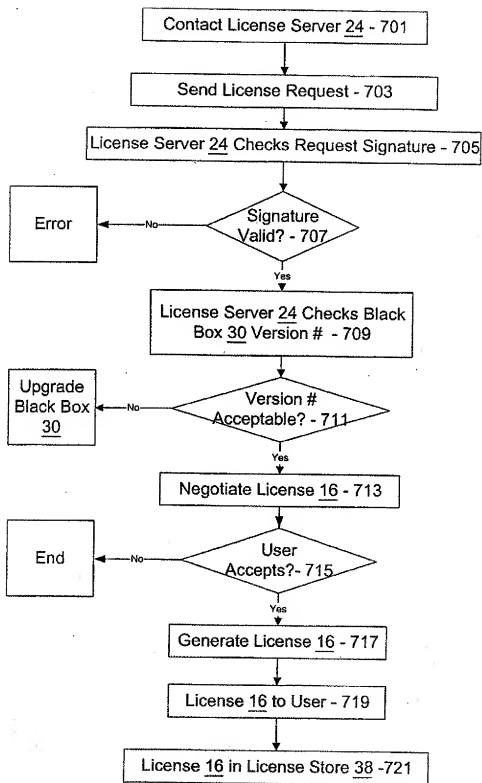 Contact License Server 24 - 701
Send License Request - 703
License Server 24 Checks Request Signature - 705
Signature
Valid? - 707
No
Error
Yes
License Server 24 Checks Black
Box 30 Version # - 709
Version #
Acceptable? - 711
No
Upgrade
Black Box
30
Yes
Negotiate License 16 - 713
User
Accepts?- 715
No
End
Yes
Generate License 16 - 717
License 16 to User - 719
License 16 in License Store 38 -721